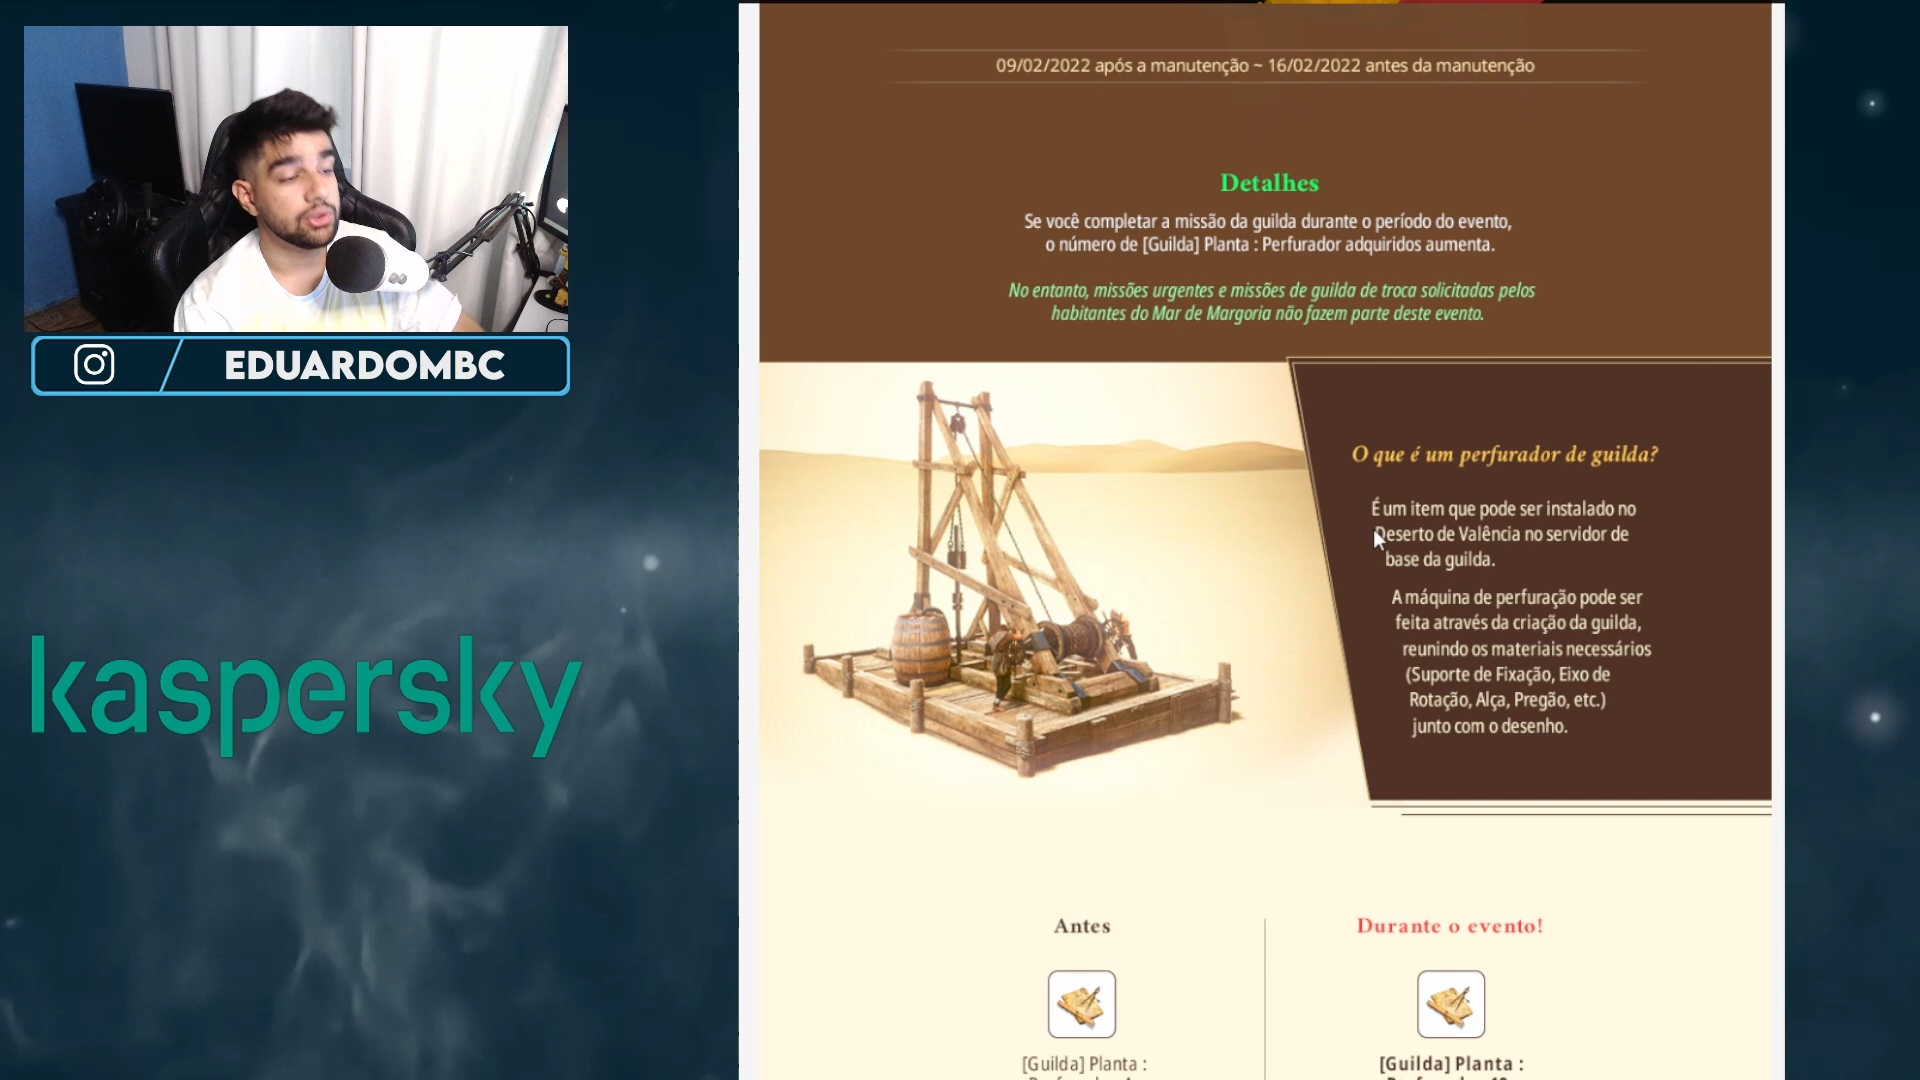 09/02/2022 após a manutenção ~ 16/02/2022 antes da manutenção
Detalhes
Se você completar a missão da guilda durante o período do evento,
o número de [Guilda] Planta : Perfurador adquiridos aumenta.
No entanto, missões urgentes e missões de guilda de troca solicitadas pelos
habitantes do Mar de Margoria não fazem parte deste evento.
EDUARDOMBC
kaspersky
O que é um perfurador de guilda?
É um item que pode ser instalado no
Deserto de Valência no servidor de
base da guilda.
A máquina de perfuração pode ser
feita através da criação da guilda,
reunindo os materiais necessários
(Suporte de Fixação, Eixo de
Rotação, Alça, Pregão, etc.)
junto com o desenho.
Antes
[Guilda] Planta :
Durante o evento!
[Guilda] Planta :